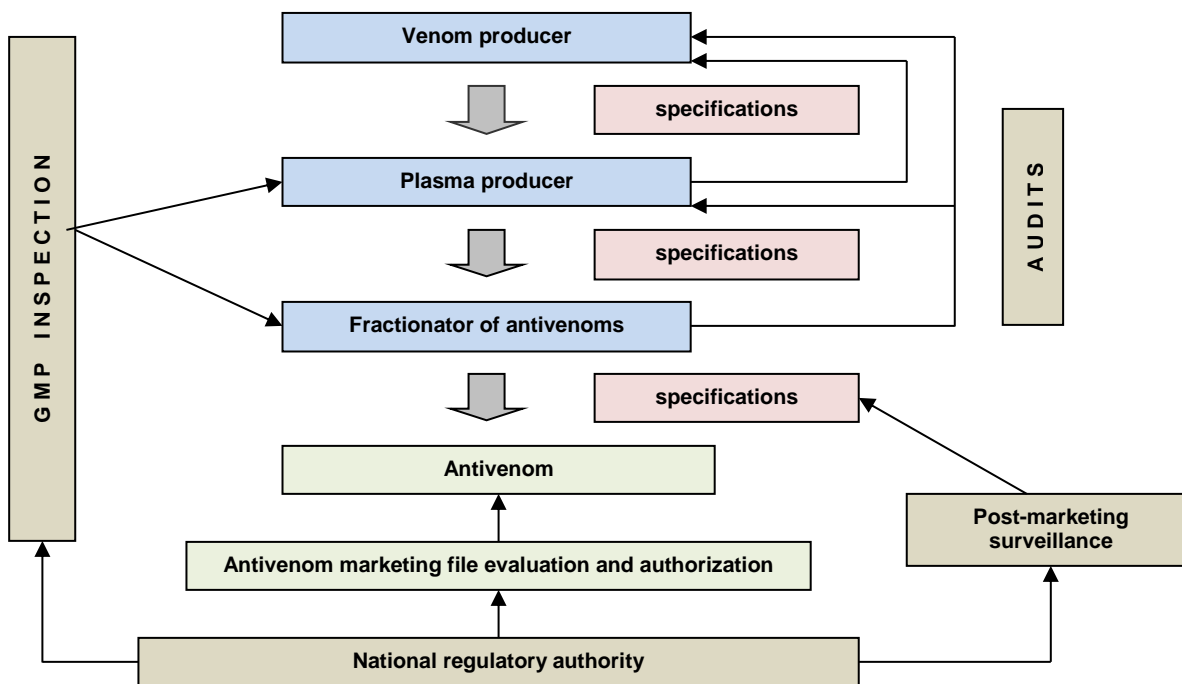 Venom producer
specifications
Plasma producer
specifications
Fractionator of antivenoms
specifications
Antivenom
Antivenom marketing file evaluation and authorization
National regulatory authority
GMP INSPECTION
AUDITS
Post-marketing
surveillance